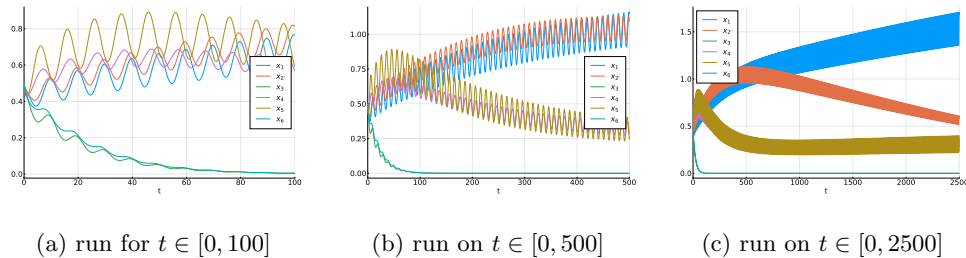 0.8
0.6
0.4
0.2
0.0
0
20
40
60
80
100
t
x1
x2'
x3
x4
x5
x6
1.00
0.75
0.50
0.25
0.00
0
100
200
300
400
500
t
x1
x2'
x3
x4
x5
x6
1.5
1.0
0.5
0.0
0
500
1000
1500
2000
2500
t
x1
x2'
x3
x4
x5
x6
(a) run for t ∈ [0, 100]
(b) run on t ∈ [0, 500]
(c) run on t ∈ [0, 2500]